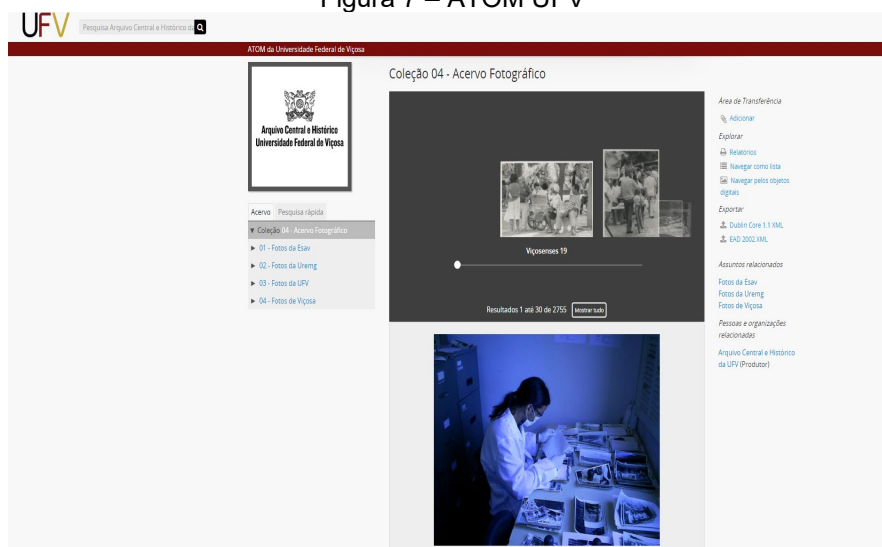 Figura 7 – ATOM UFV
UFV
Pesquisa Arquivo Central e Histórico da
ATOM da Universidade Federal de Viçosa
Arquivo Central e Histórico
Universidade Federal de Viçosa
Acervo Pesquisa rápida
Coleção 04 - Acervo Fotográfico
01 - Fotos da Esav
02 - Fotos da Uremg
03 - Fotos da UFV
04 - Fotos de Viçosa
Coleção 04 - Acervo Fotográfico
Viçosenses 19
Resultados 1 até 30 de 2755 Mostrar tudo
Área de Transferência
Adicionar
Explorar
Relatórios
Navegar como lista
Navegar pelos objetos
digitais
Exportar
Dublin Core 1.1 XML
EAD 2002 XML
Assuntos relacionados
Fotos da Esav
Fotos da Uremg
Fotos de Viçosa
Pessoas e organizações
relacionadas
Arquivo Central e Histórico
da UFV (Produtor)